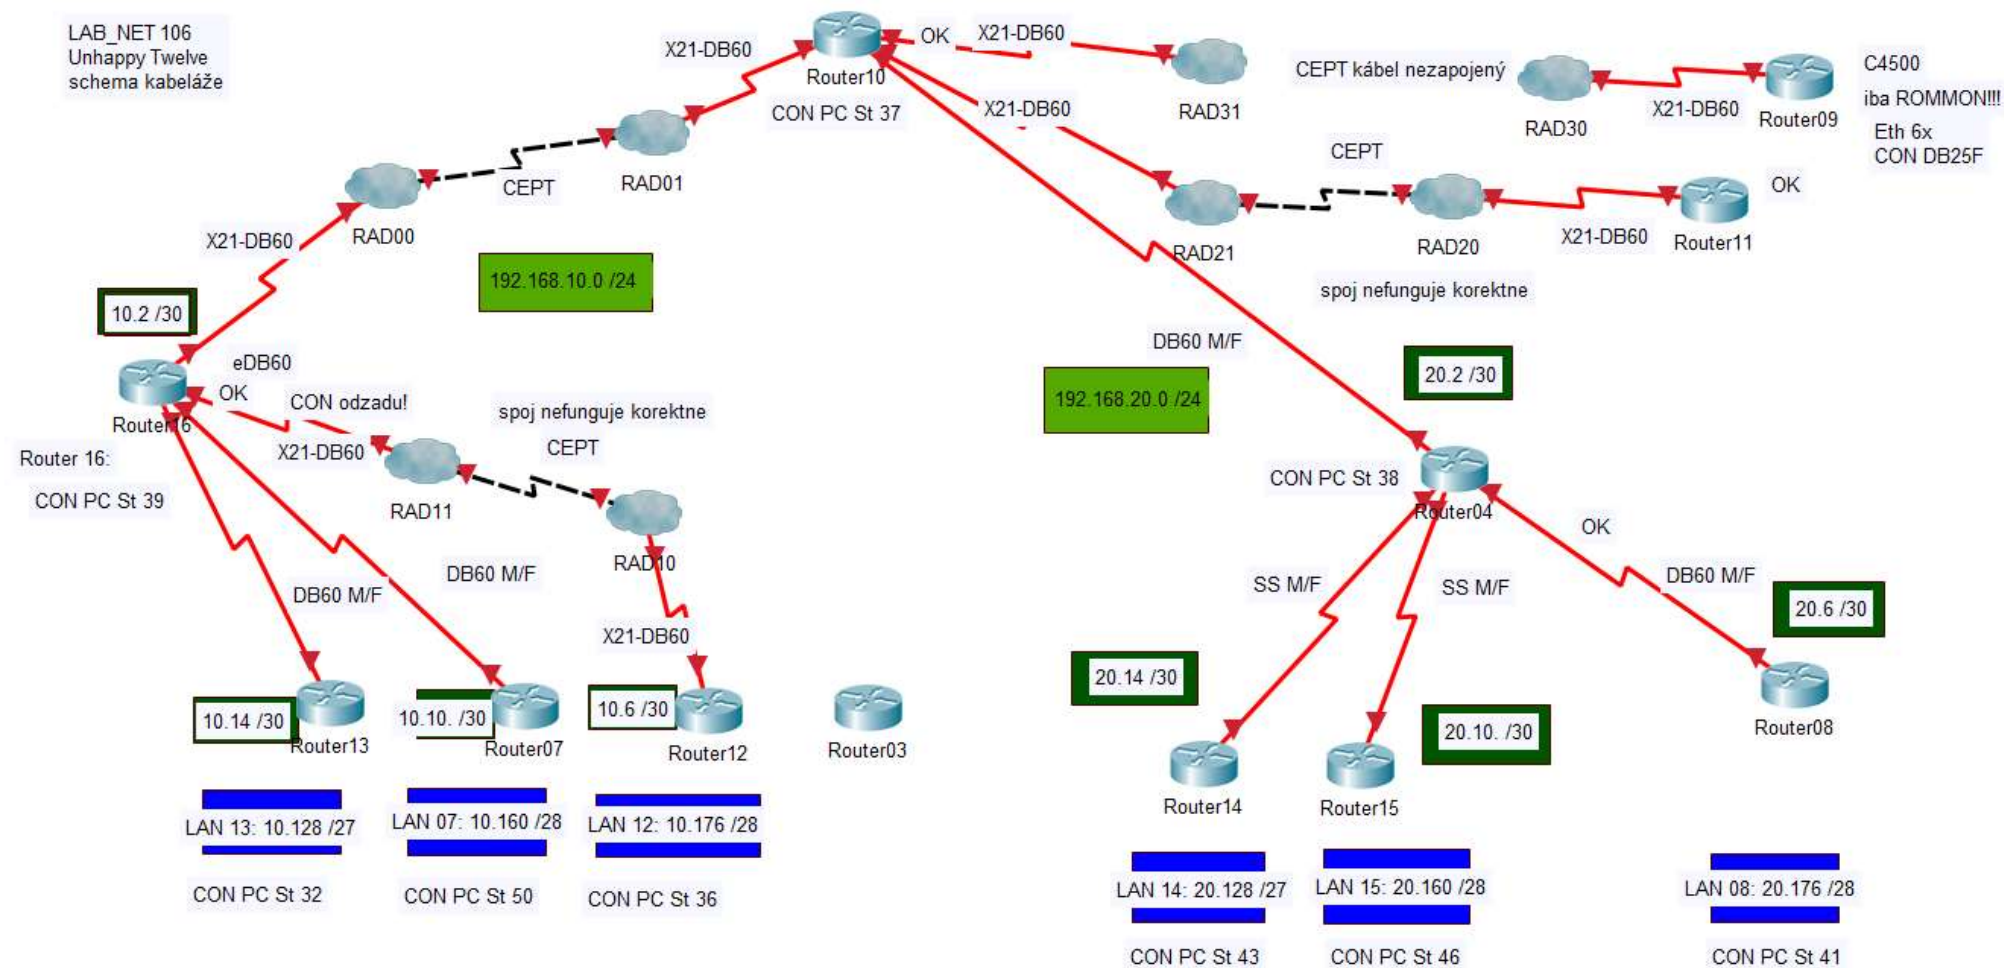 LAB_NET 106
Unhappy Twelve
schema kabeláže
X21-DB60
Router10
CON PC St 37
OK
X21-DB60
RAD31
CEPT kábel nezapojený
RAD30
X21-DB60
Router09
C4500
iba ROMMON!!!
Eth 6x
CON DB25F
X21-DB60
CEPT
RAD01
CEPT
RAD00
X21-DB60
RAD21
RAD20
X21-DB60
Router11
OK
spoj nefunguje korektne
192.168.10.0 /24
10.2 /30
eDB60
OK
CON odzadu!
Router16
X21-DB60
Router 16:
CON PC St 39
RAD11
spoj nefunguje korektne
CEPT
RAD10
DB60 M/F
DB60 M/F
X21-DB60
DB60 M/F
192.168.20.0 /24
20.2 /30
CON PC St 38
Router04
OK
SS M/F
SS M/F
DB60 M/F
20.6 /30
20.14 /30
20.10. /30
Router08
10.14 /30
Router13
10.10. /30
Router07
10.6 /30
Router12
Router03
Router14
Router15
LAN 13: 10.128 /27
LAN 07: 10.160 /28
LAN 12: 10.176 /28
CON PC St 32
CON PC St 50
CON PC St 36
LAN 14: 20.128 /27
LAN 15: 20.160 /28
LAN 08: 20.176 /28
CON PC St 43
CON PC St 46
CON PC St 41